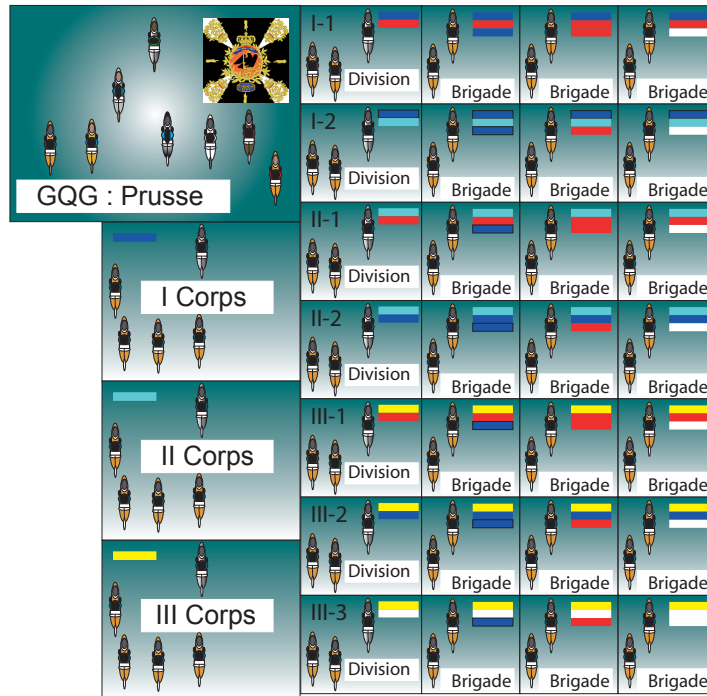 GQG : Prusse
I Corps
II Corps
III Corps
I-1
Division
Brigade
Brigade
Brigade
I-2
Division
Brigade
Brigade
Brigade
II-1
Division
Brigade
Brigade
Brigade
II-2
Division
Brigade
Brigade
Brigade
III-1
Division
Brigade
Brigade
Brigade
III-2
Division
Brigade
Brigade
Brigade
III-3
Division
Brigade
Brigade
Brigade